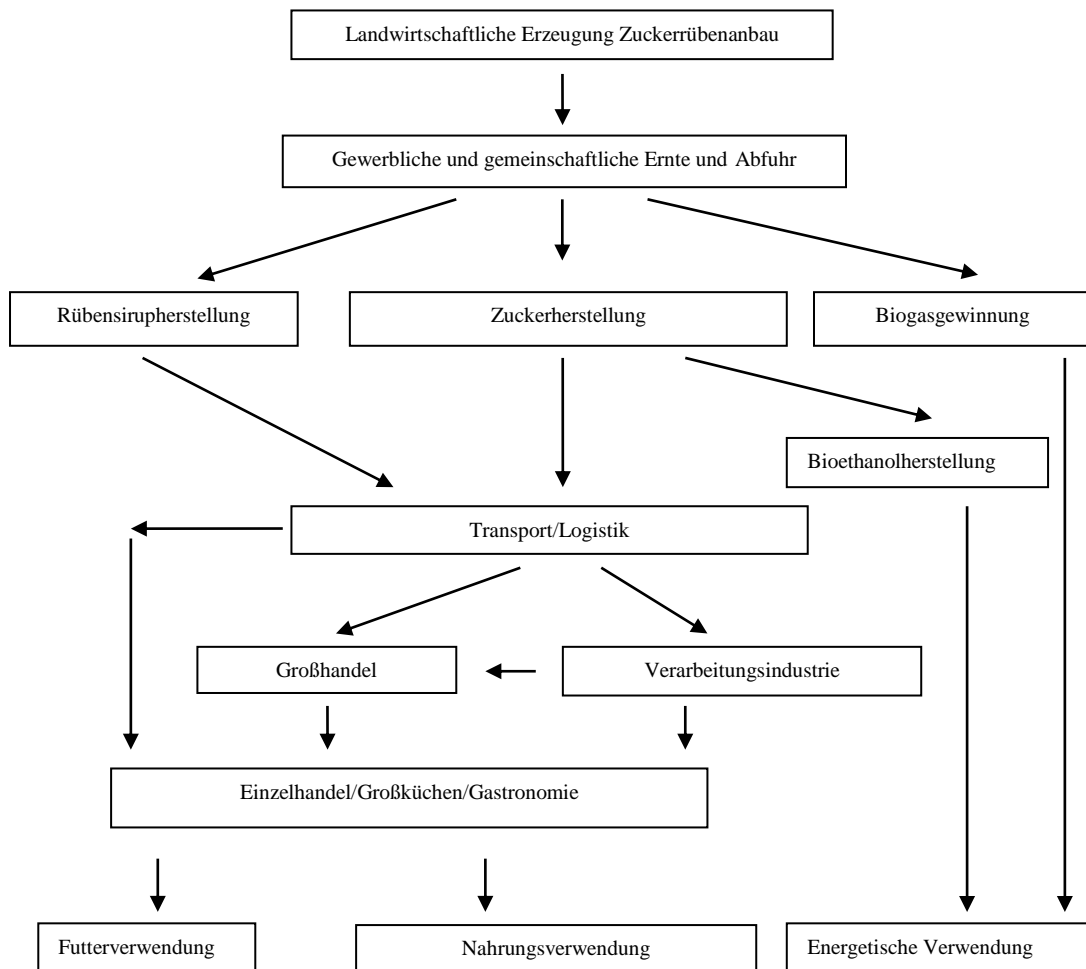 Landwirtschaftliche Erzeugung Zuckerrübenanbau
Gewerbliche und gemeinschaftliche Ernte und Abfuhr
Rübensirupherstellung
Zuckerherstellung
Biogasgewinnung
Bioethanolherstellung
Transport/Logistik
Großhandel
Verarbeitungsindustrie
Einzelhandel/Großküchen/Gastronomie
Futterverwendung
Nahrungsverwendung
Energetische Verwendung